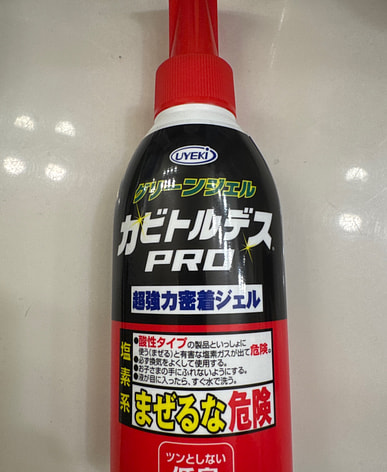 UYEKI
グリーンジェル
カビトルデス
PRO
超強力密着ジェル
塩素系
●酸性タイプの製品といっしょに
使う(まぜる)と有害な塩素ガスが出て危険。
●必ず換気をよくして使用する。
●お子さまの手にふれないようにする。
●液が目に入ったら、すぐ水で洗う。
まぜるな危険
ツンとしない
低臭